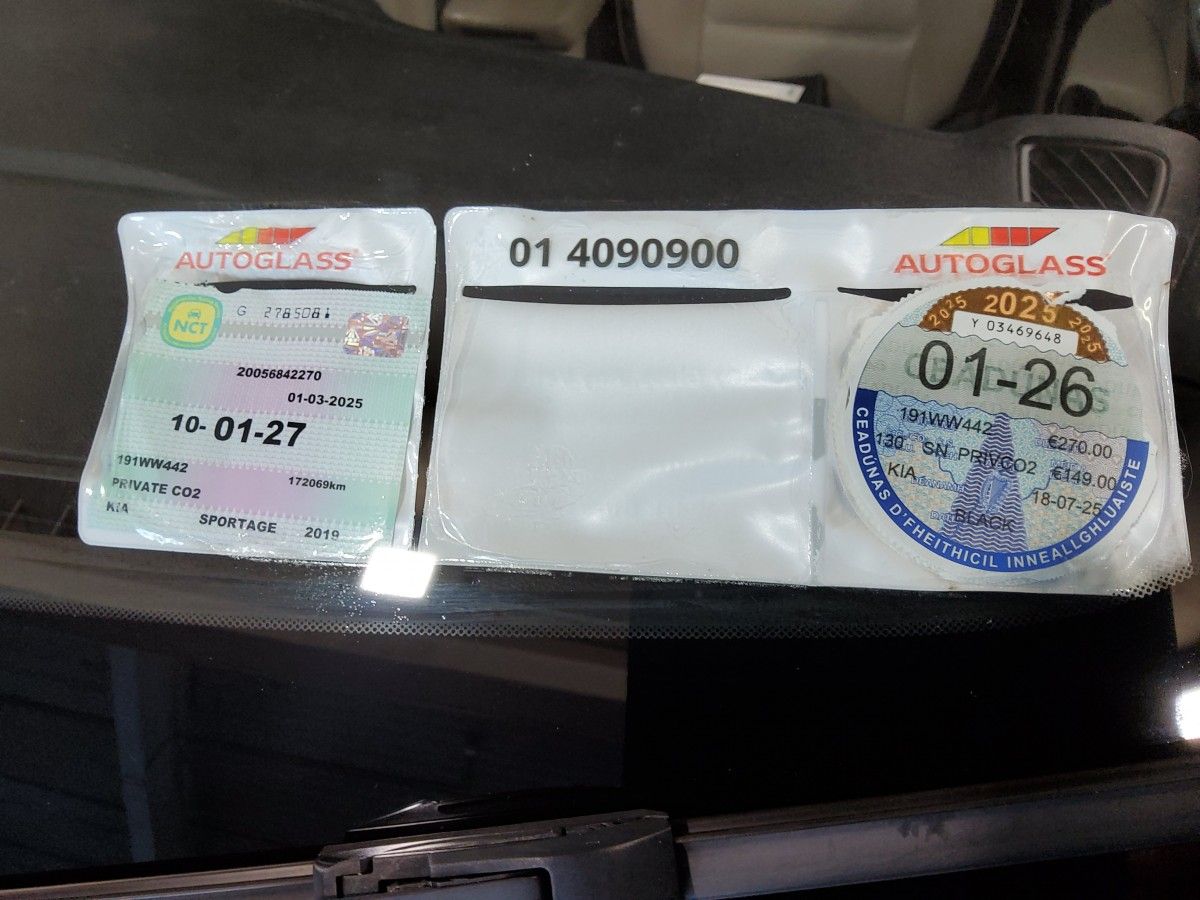 AUTOGLASS
NCT
G 2785081
20056842270
01-03-2025
10-01-27
191WW442
172069km
PRIVATE CO2
KIA
SPORTAGE 2019
01 4090900
AUTOGLASS
2025 2025 2025
Y 03469648
CEADÚNAS
01-26
191WW442 €270.00
130 SN PRIVCO2 €149.00
KIA 18-07-25
BLACK
CEADÚNAS D'FHEITHICIL INNEALLGHLUAISTE